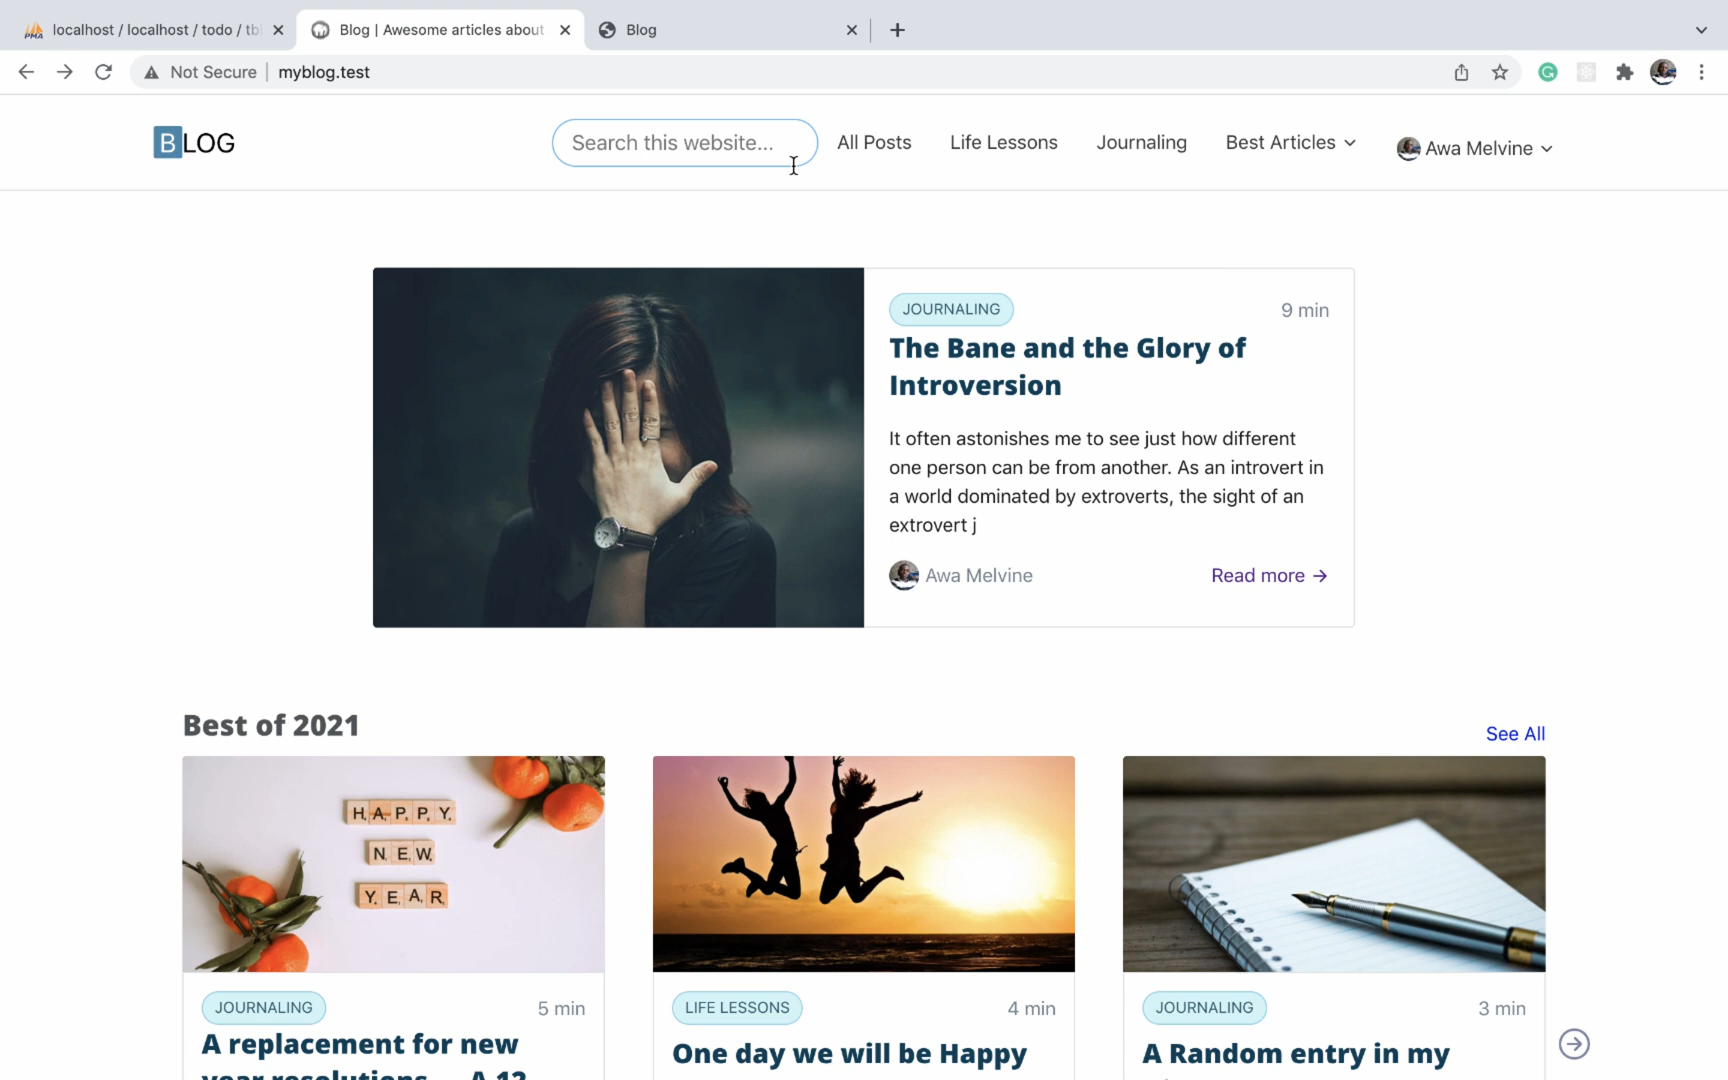 PMA localhost / localhost / todo / tb
Blog | Awesome articles about
Blog
Not Secure
myblog.test
BLOG
Search this website...
All Posts
Life Lessons
Journaling
Best Articles
Awa Melvine
JOURNALING
9 min
The Bane and the Glory of
Introversion
It often astonishes me to see just how different
one person can be from another. As an introvert in
a world dominated by extroverts, the sight of an
extrovert j
Awa Melvine
Read more →
Best of 2021
See All
HAPPY
NEW
YEAR
JOURNALING
5 min
A replacement for new
year resolutions
LIFE LESSONS
4 min
One day we will be Happy
JOURNALING
3 min
A Random entry in my